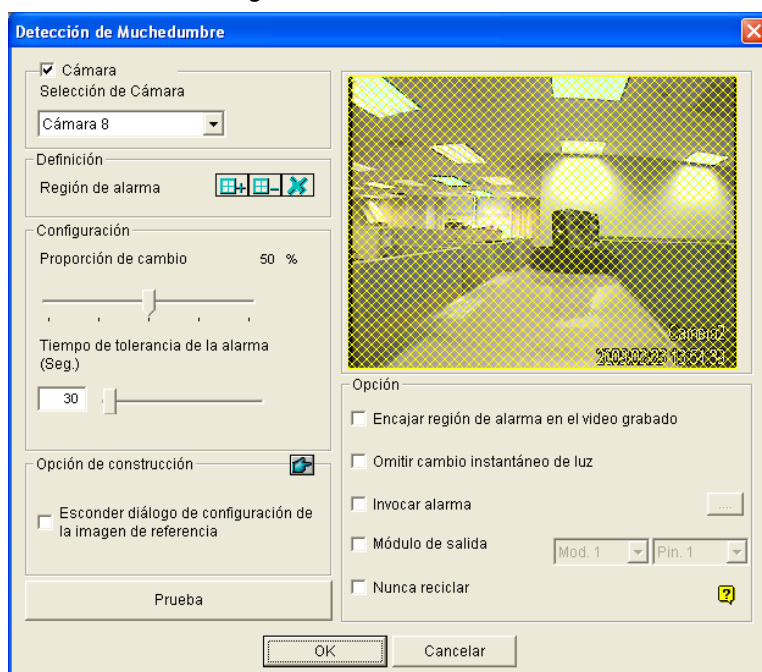 Detección de Muchedumbre
Cámara
Selección de Cámara
Cámara 8
Definición
Región de alarma
Configuración
Proporción de cambio 50 %
Tiempo de tolerancia de la alarma
(Seg.)
30
Opción de construcción
Esconder diálogo de configuración de
la imagen de referencia
Prueba
Opción
Encajar región de alarma en el video grabado
Omitir cambio instantáneo de luz
Invocar alarma ....
Módulo de salida Mod. 1 Pin. 1
Nunca reciclar
?
OK Cancelar